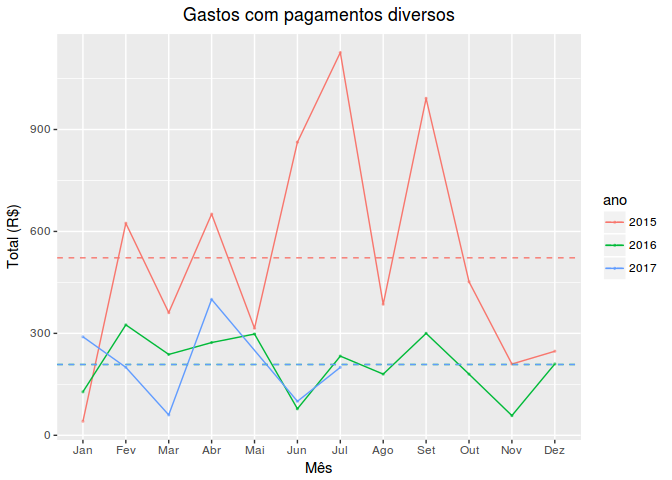 Gastos com pagamentos diversos
Total (R$)
900
600
300
0
Jan Fev Mar Abr Mai Jun Jul Ago Set Out Nov Dez
Mês
ano
2015
2016
2017